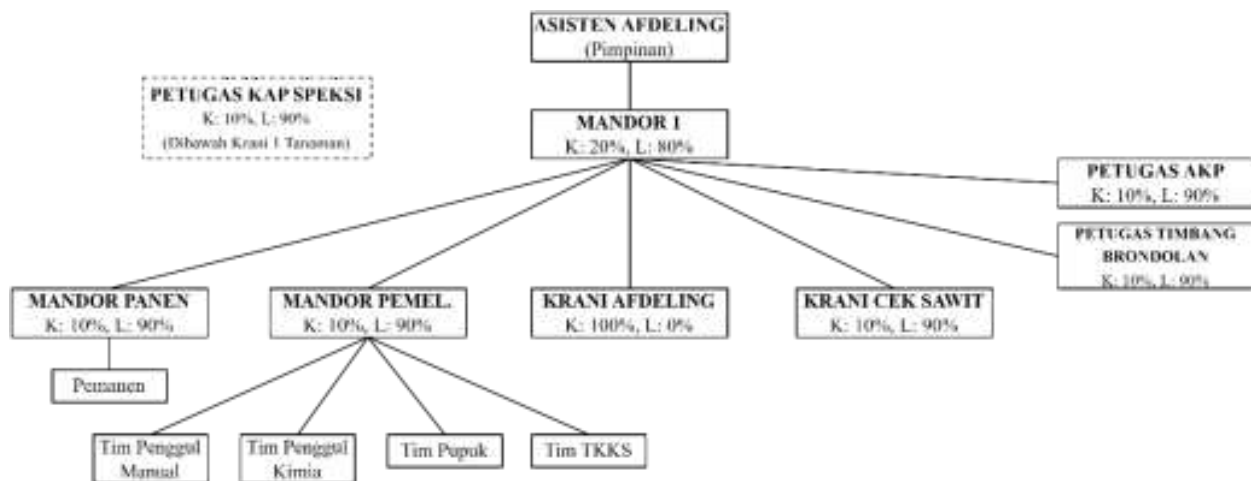 ASISTEN AFDELING
(Pimpinan)
PETUGAS KAP SPEKSI
K: 10%, L: 90%
(Dibawah Krani 1 Tanaman)
MANDOR 1
K: 20%, L: 80%
PETUGAS AKP
K: 10%, L: 90%
PETUGAS TIMBANG
BRONDOLAN
K: 10%, L: 90%
MANDOR PANEN
K: 10%, L: 90%
MANDOR PEMEL.
K: 10%, L: 90%
KRANI AFDELING
K: 100%, L: 0%
KRANI CEK SAWIT
K: 10%, L: 90%
Pemanen
Tim Penggul
Manual
Tim Penggul
Kimia
Tim Pupuk
Tim TKKS